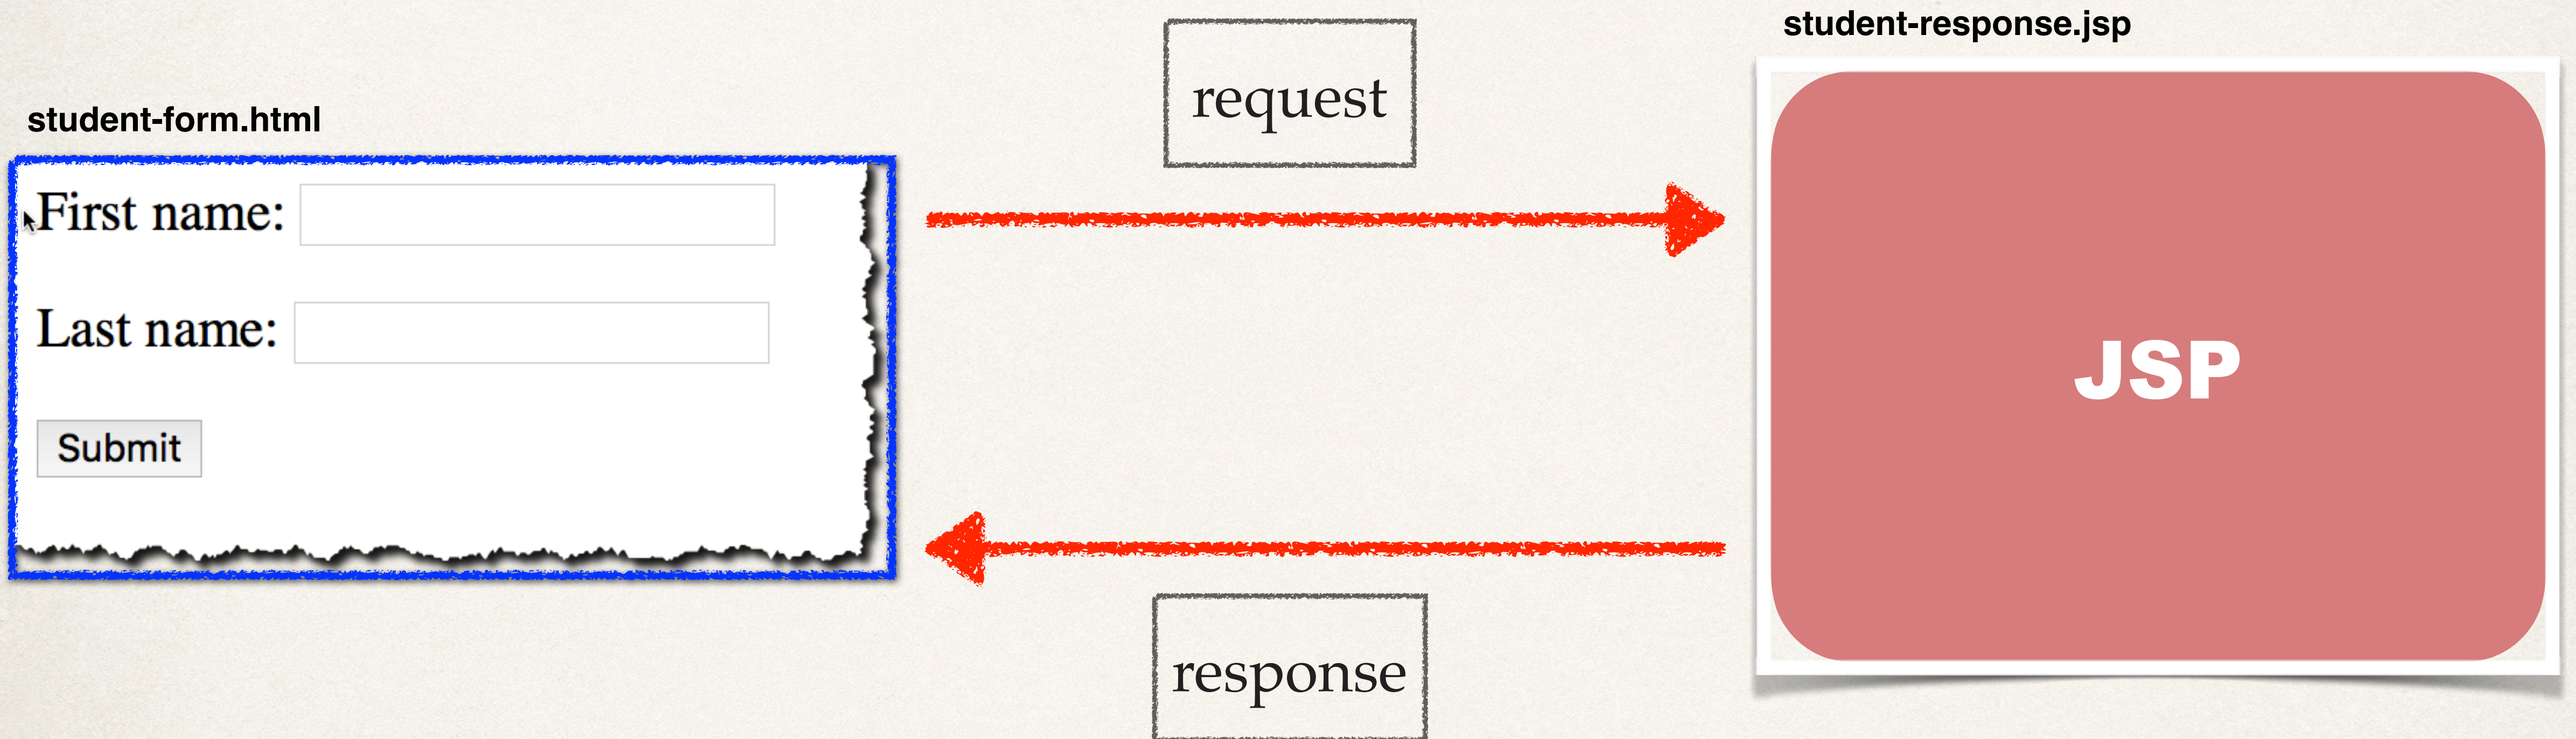 student-form.html
First name:
Last name:
Submit
request
response
student-response.jsp
JSP